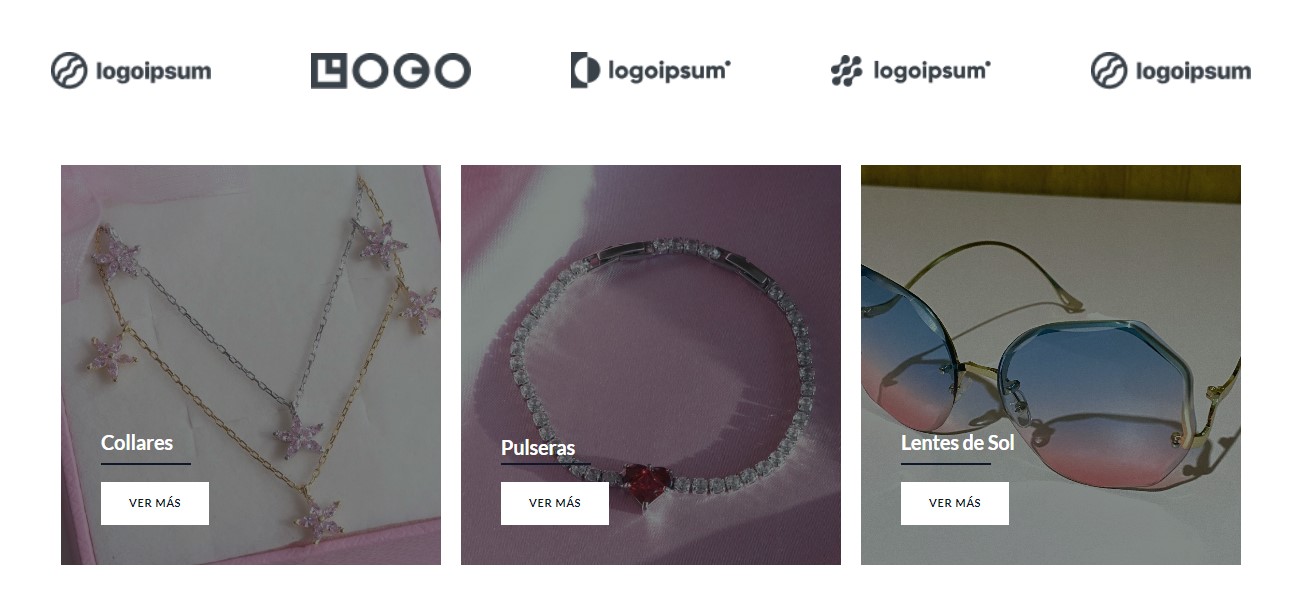 logoipsum
LOGO
logoipsum
logoipsum
logoipsum
Collares
VER MÁS
Pulseras
VER MÁS
Lentes de Sol
VER MÁS